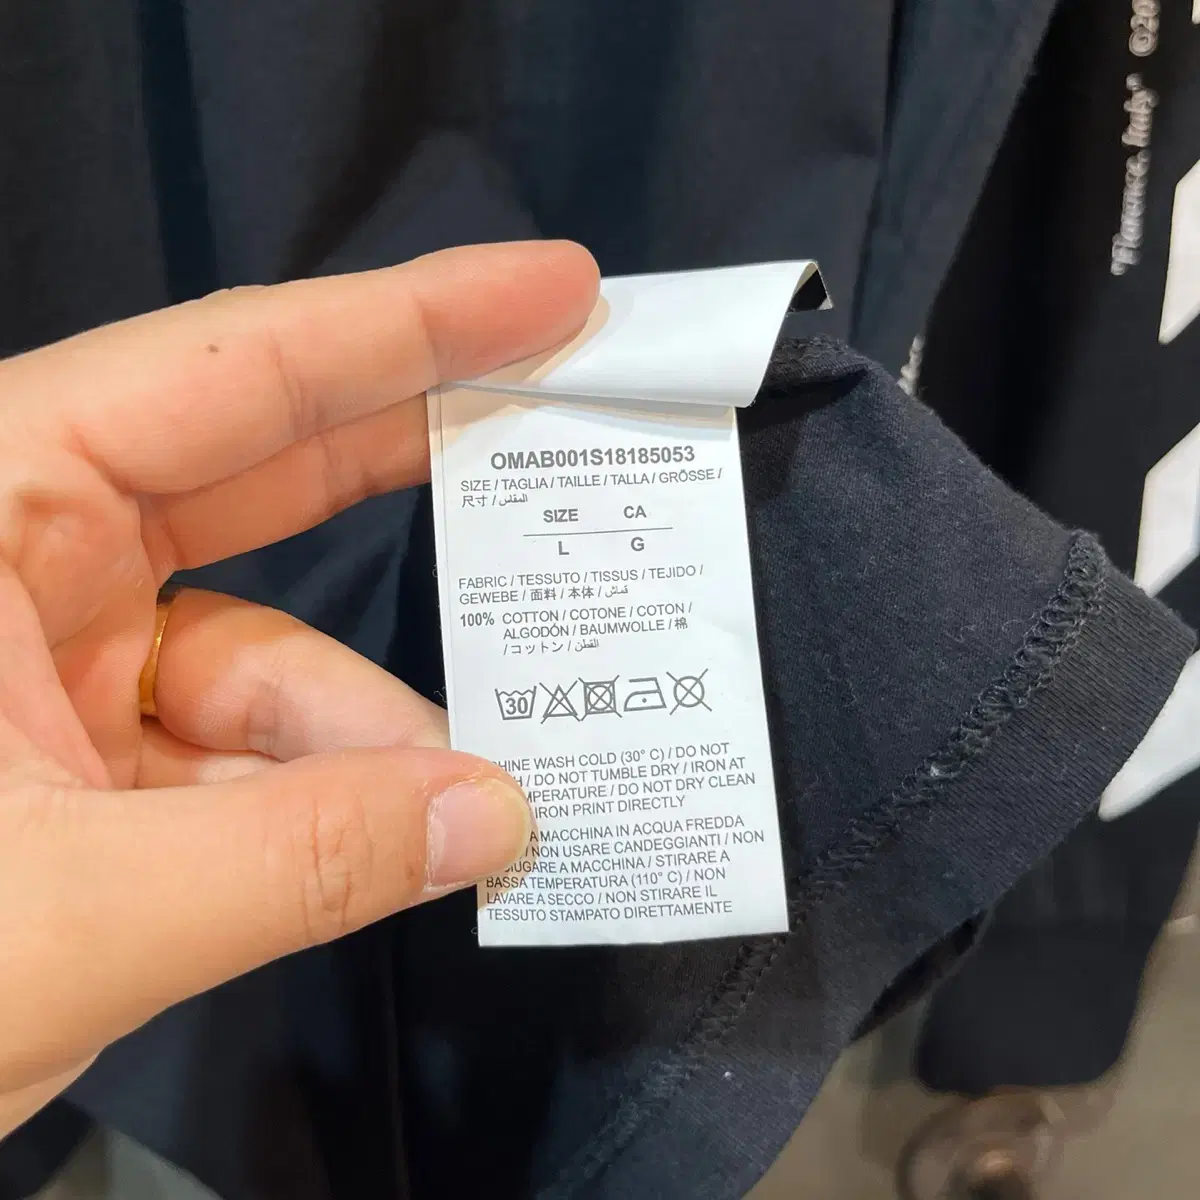 "Florence, Italy" ©20
OMAB001S18185053
SIZE / TAGLIA / TAILLE / TALLA / GRÖSSE /
尺寸 / المقاس
SIZE CA
L G
FABRIC / TESSUTO / TISSUS / TEJIDO /
GEWEBE / 面料 / 本体 / قماش
100% COTTON / COTONE / COTON /
ALGODÓN / BAUMWOLLE / 棉
/ コットン / القطن
30
WASH COLD (30° C) / DO NOT
/ DO NOT TUMBLE DRY / IRON AT
/ DO NOT DRY CLEAN
IRON PRINT DIRECTLY
A MACCHINA IN ACQUA FREDDA
/ NON USARE CANDEGGIANTI / NON
A MACCHINA / STIRARE A
BASSA TEMPERATURA (110° C) / NON
LAVARE A SECCO / NON STIRARE IL
TESSUTO STAMPATO DIRETTAMENTE